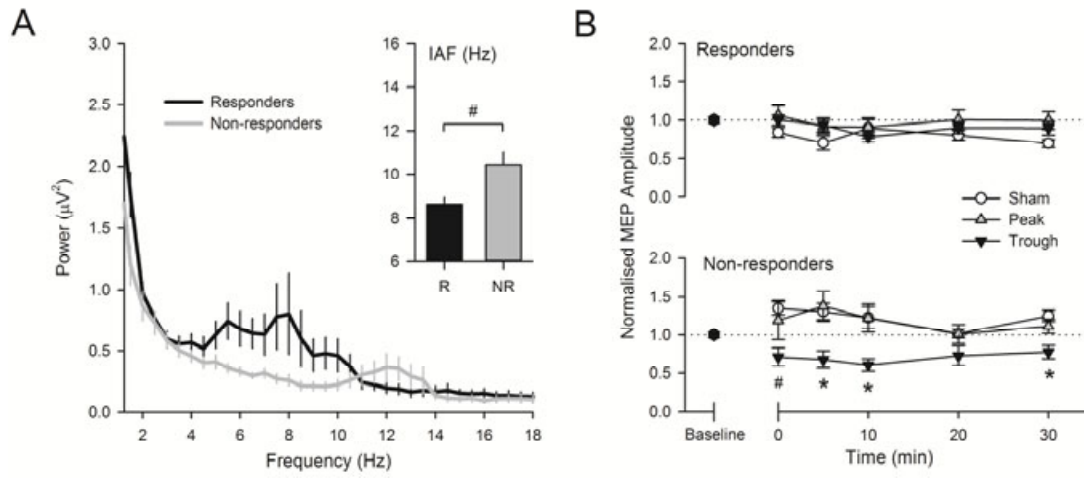 A
Power (μV²)
3.0
2.5
2.0
1.5
1.0
0.5
0.0
2 4 6 8 10 12 14 16 18
Frequency (Hz)
Responders
Non-responders
IAF (Hz)
16
14
12
10
8
6
#
R NR
B
Normalised MEP Amplitude
Responders
2.0
1.5
1.0
0.5
0.0
Sham
Peak
Trough
Non-responders
2.0
1.5
1.0
0.5
0.0
# * * *
Baseline 0 10 20 30
Time (min)